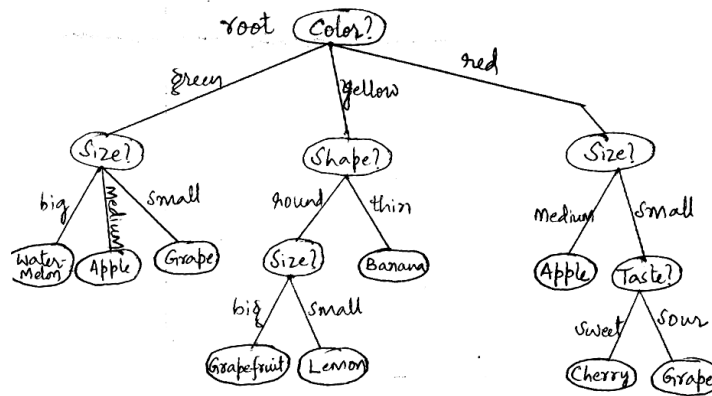 root Color?
green
yellow
red
Size?
Shape?
Size?
big
Medium
small
round
thin
medium
small
Water-
Melon
Apple
Grape
Size?
Banana
Apple
Taste?
big
small
sweet
sour
Grapefruit
Lemon
Cherry
Grape